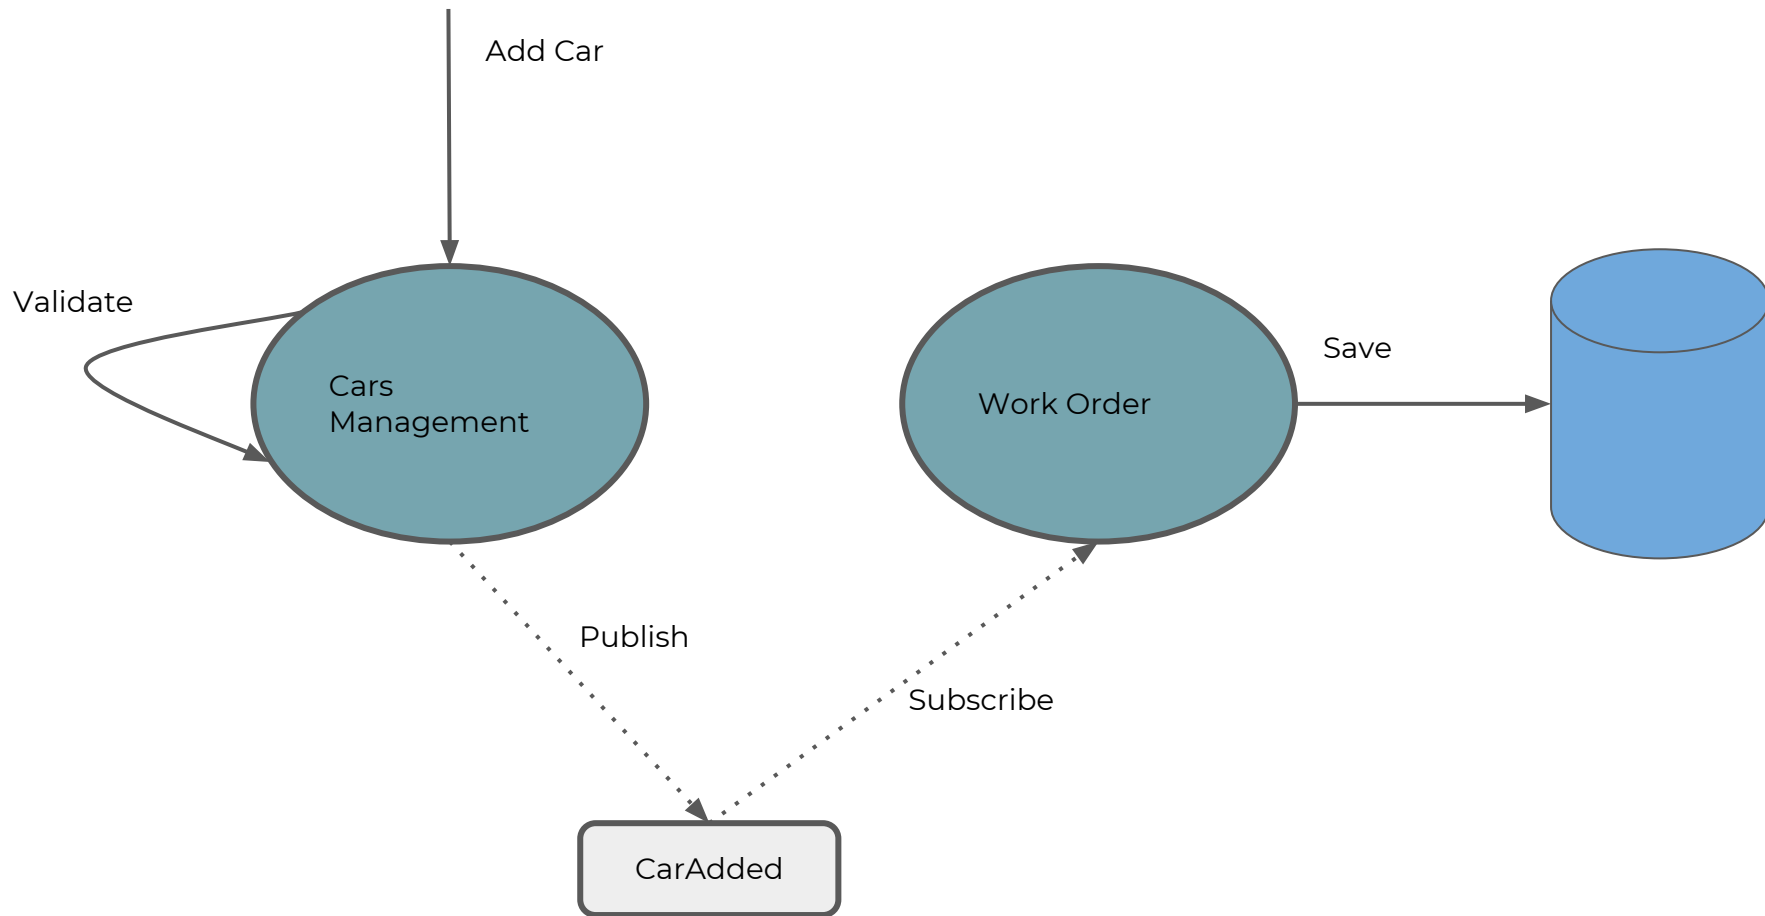 Add Car
Validate
Cars
Management
Work Order
Save
Publish
Subscribe
CarAdded